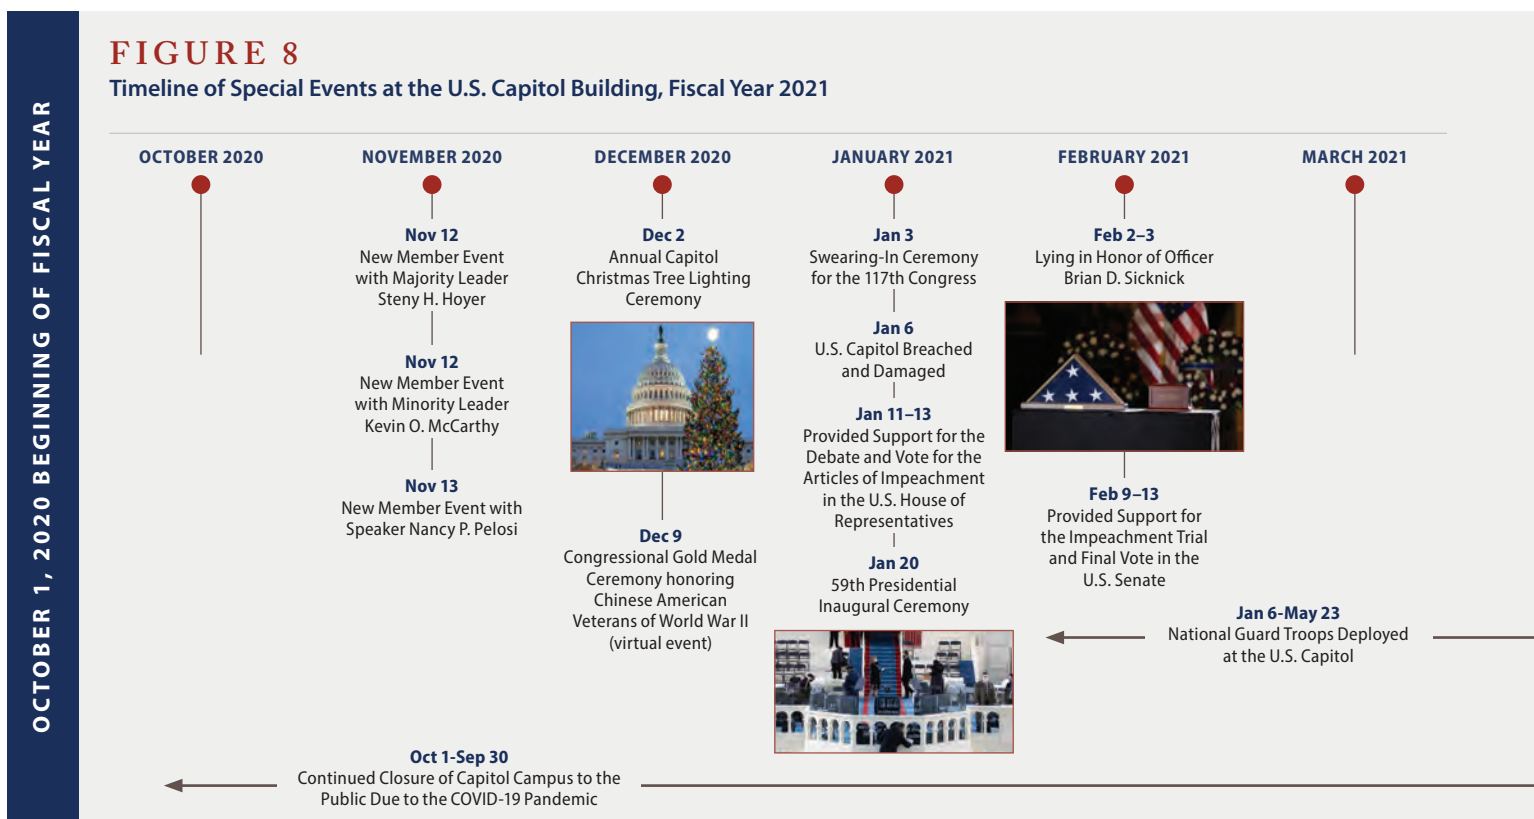 OCTOBER 1, 2020 BEGINNING OF FISCAL YEAR
FIGURE 8
Timeline of Special Events at the U.S. Capitol Building, Fiscal Year 2021
OCTOBER 2020
NOVEMBER 2020
Nov 12
New Member Event
with Majority Leader
Steny H. Hoyer
Nov 12
New Member Event
with Minority Leader
Kevin O. McCarthy
Nov 13
New Member Event with
Speaker Nancy P. Pelosi
DECEMBER 2020
Dec 2
Annual Capitol
Christmas Tree Lighting
Ceremony
Dec 9
Congressional Gold Medal
Ceremony honoring
Chinese American
Veterans of World War II
(virtual event)
JANUARY 2021
Jan 3
Swearing-In Ceremony
for the 117th Congress
Jan 6
U.S. Capitol Breached
and Damaged
Jan 11–13
Provided Support for the
Debate and Vote for the
Articles of Impeachment
in the U.S. House of
Representatives
Jan 20
59th Presidential
Inaugural Ceremony
FEBRUARY 2021
Feb 2–3
Lying in Honor of Officer
Brian D. Sicknick
Feb 9–13
Provided Support for
the Impeachment Trial
and Final Vote in the
U.S. Senate
MARCH 2021
Jan 6-May 23
National Guard Troops Deployed
at the U.S. Capitol
Oct 1-Sep 30
Continued Closure of Capitol Campus to the
Public Due to the COVID-19 Pandemic